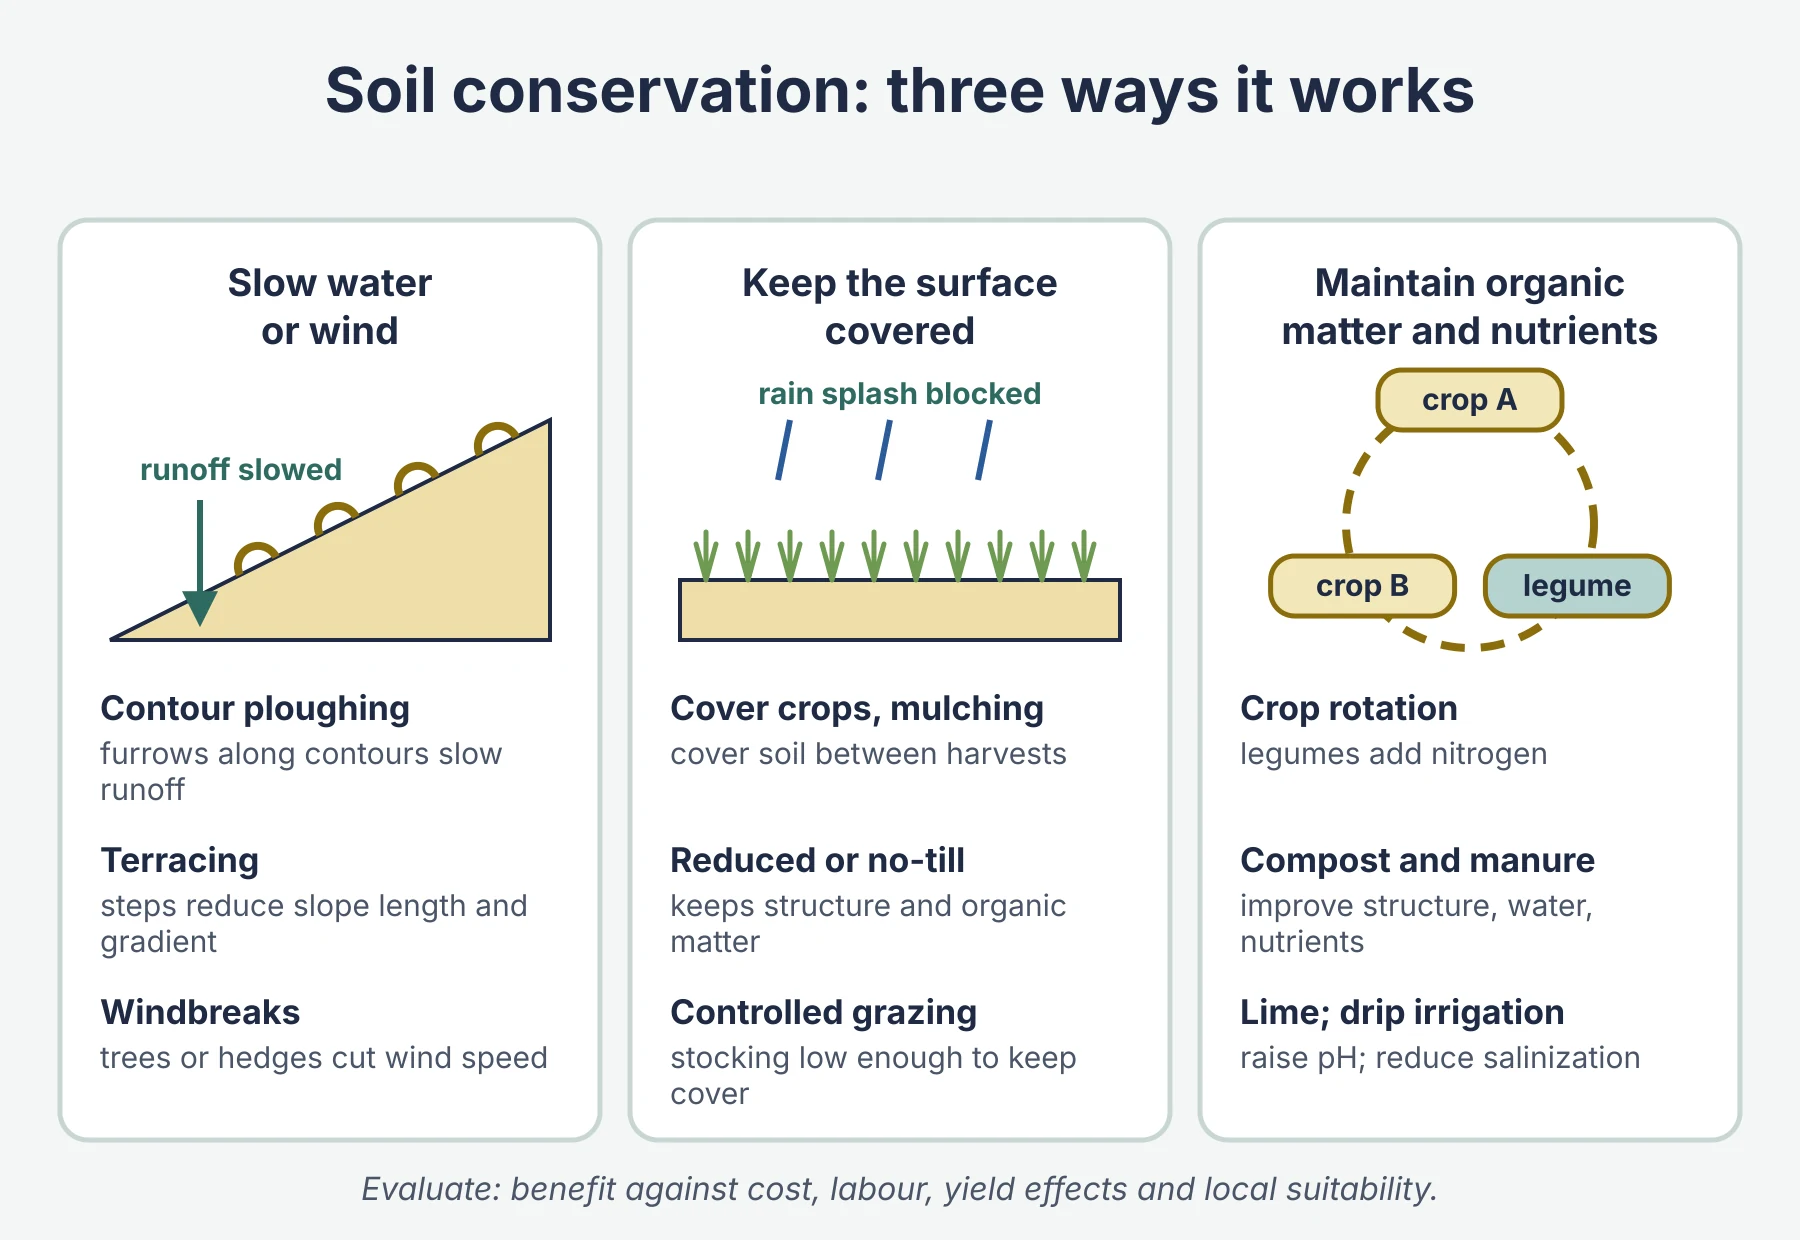 Soil conservation: three ways it works
Slow water
or wind
runoff slowed
Contour ploughing
furrows along contours slow
runoff
Terracing
steps reduce slope length and
gradient
Windbreaks
trees or hedges cut wind speed
Keep the surface
covered
rain splash blocked
Cover crops, mulching
cover soil between harvests
Reduced or no-till
keeps structure and organic
matter
Controlled grazing
stocking low enough to keep
cover
Maintain organic
matter and nutrients
crop A
crop B
legume
Crop rotation
legumes add nitrogen
Compost and manure
improve structure, water,
nutrients
Lime; drip irrigation
raise pH; reduce salinization
Evaluate: benefit against cost, labour, yield effects and local suitability.